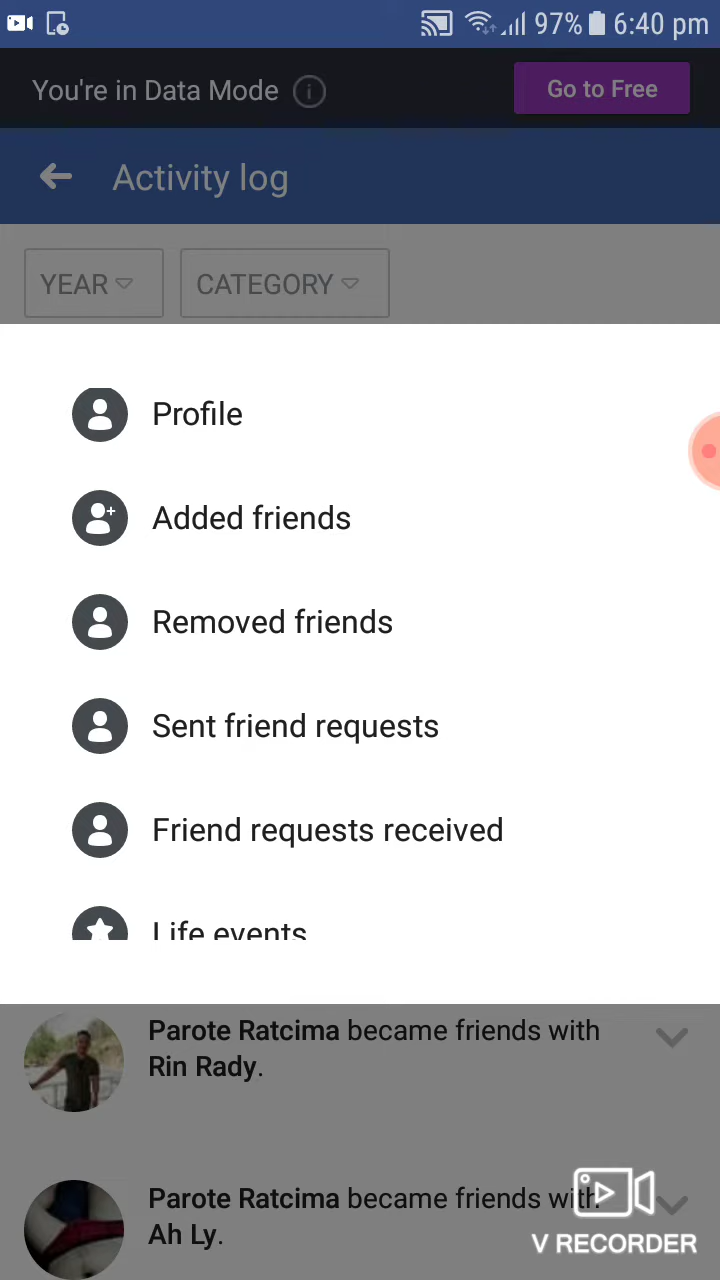 97% 6:40 pm
You're in Data Mode
Go to Free
Activity log
YEAR
CATEGORY
Profile
Added friends
Removed friends
Sent friend requests
Friend requests received
Life events
Parote Ratcima became friends with
Rin Rady.
Parote Ratcima became friends with
Ah Ly.
V RECORDER